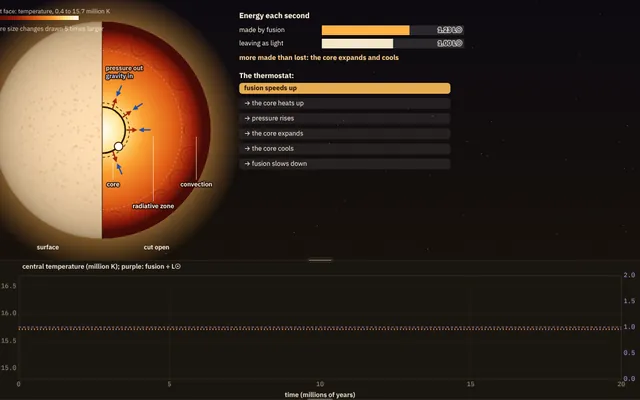 t face: temperature, 0.4 to 15.7 million K
re size changes drawn 5 times larger
pressure out
gravity in
core
radiative zone
convection
surface
cut open
Energy each second
made by fusion
1.23 L☉
leaving as light
1.00 L☉
more made than lost: the core expands and cools
The thermostat:
fusion speeds up
→ the core heats up
→ pressure rises
→ the core expands
→ the core cools
→ fusion slows down
central temperature (million K); purple: fusion ÷ L☉
16.5
16.0
15.5
15.0
2.0
1.5
1.0
0.5
0.0
0
5
10
15
20
time (millions of years)